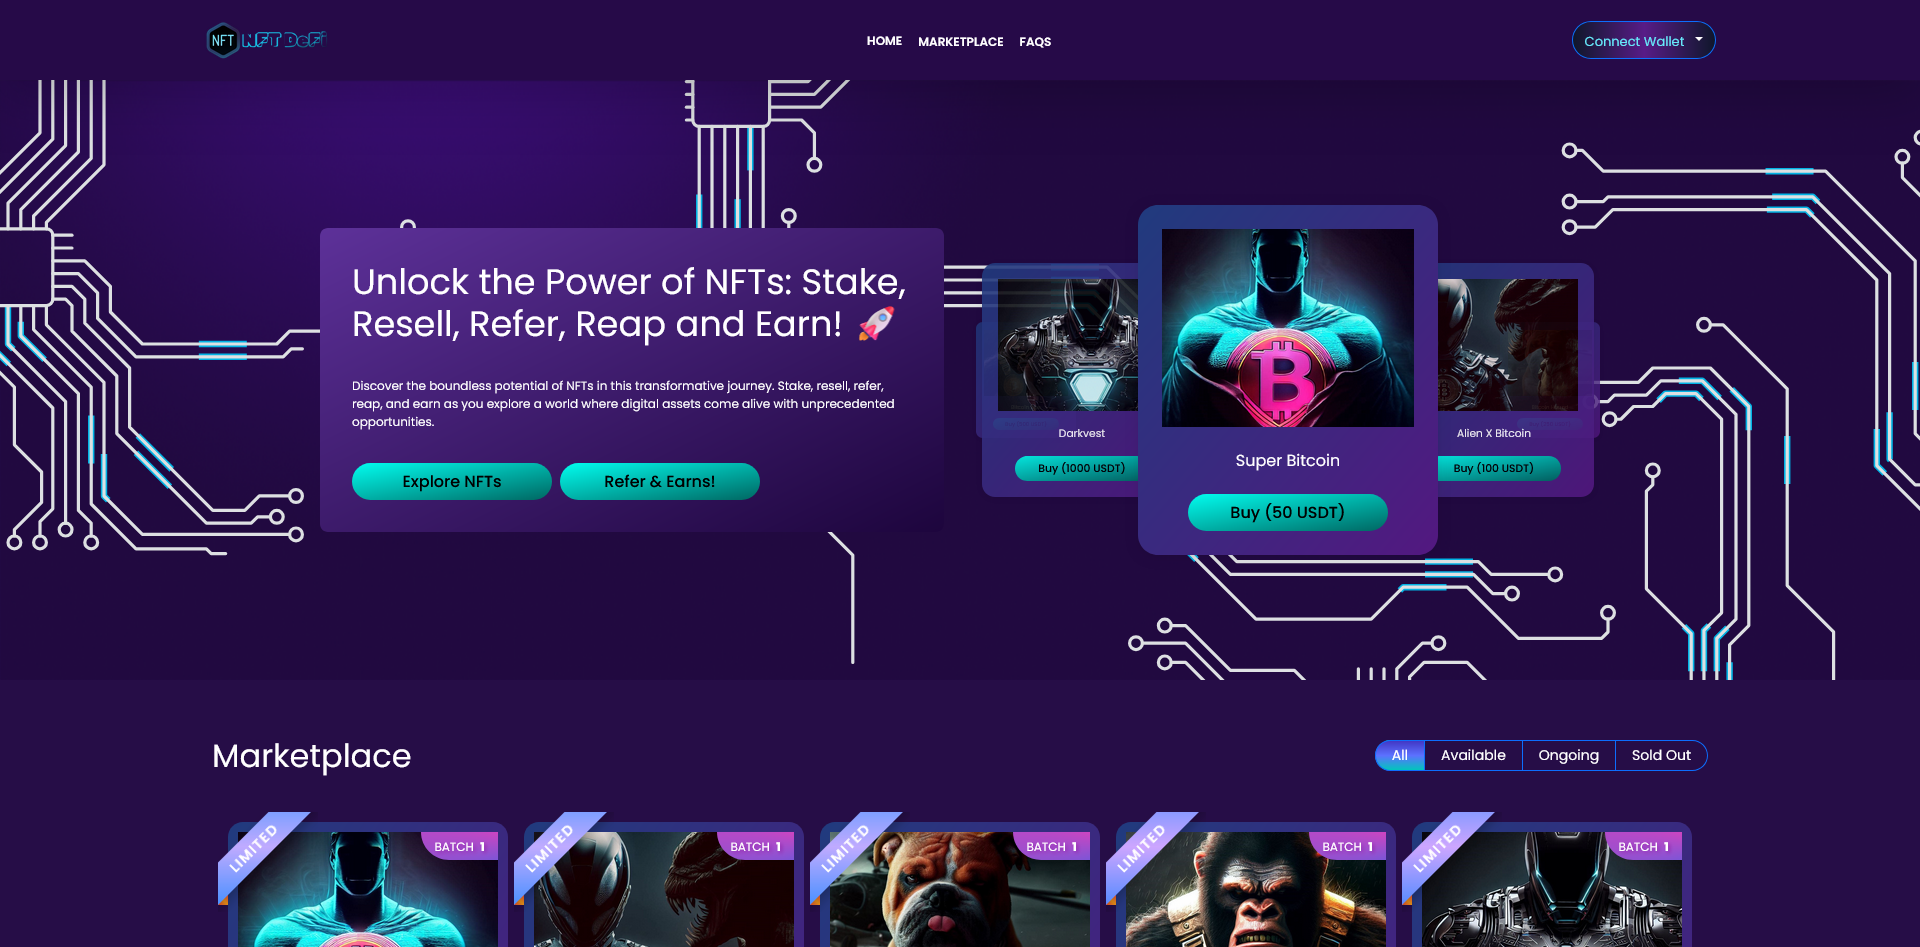 NFT NFT DeFi
HOME MARKETPLACE FAQS
Connect Wallet
Unlock the Power of NFTs: Stake,
Resell, Refer, Reap and Earn! 🚀
Discover the boundless potential of NFTs in this transformative journey. Stake, resell, refer,
reap, and earn as you explore a world where digital assets come alive with unprecedented
opportunities.
Explore NFTs
Refer & Earns!
Darkvest
Buy (1000 USDT)
Super Bitcoin
Buy (50 USDT)
Alien X Bitcoin
Buy (100 USDT)
Marketplace
All Available Ongoing Sold Out
LIMITED BATCH 1
LIMITED BATCH 1
LIMITED BATCH 1
LIMITED BATCH 1
LIMITED BATCH 1